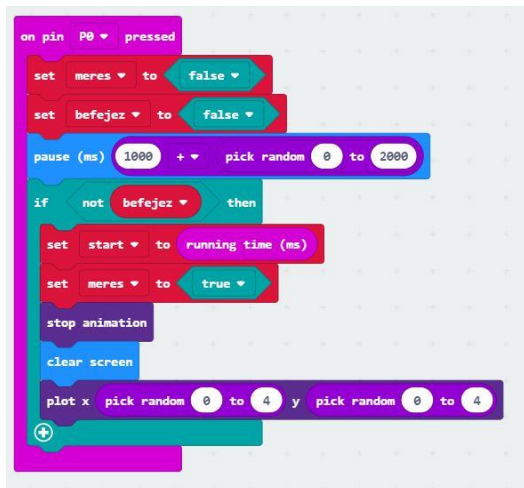 on pin P0 pressed
set meres to false
set befejez to false
pause (ms) 1000 + pick random 0 to 2000
if not befejez then
set start to running time (ms)
set meres to true
stop animation
clear screen
plot x pick random 0 to 4 y pick random 0 to 4